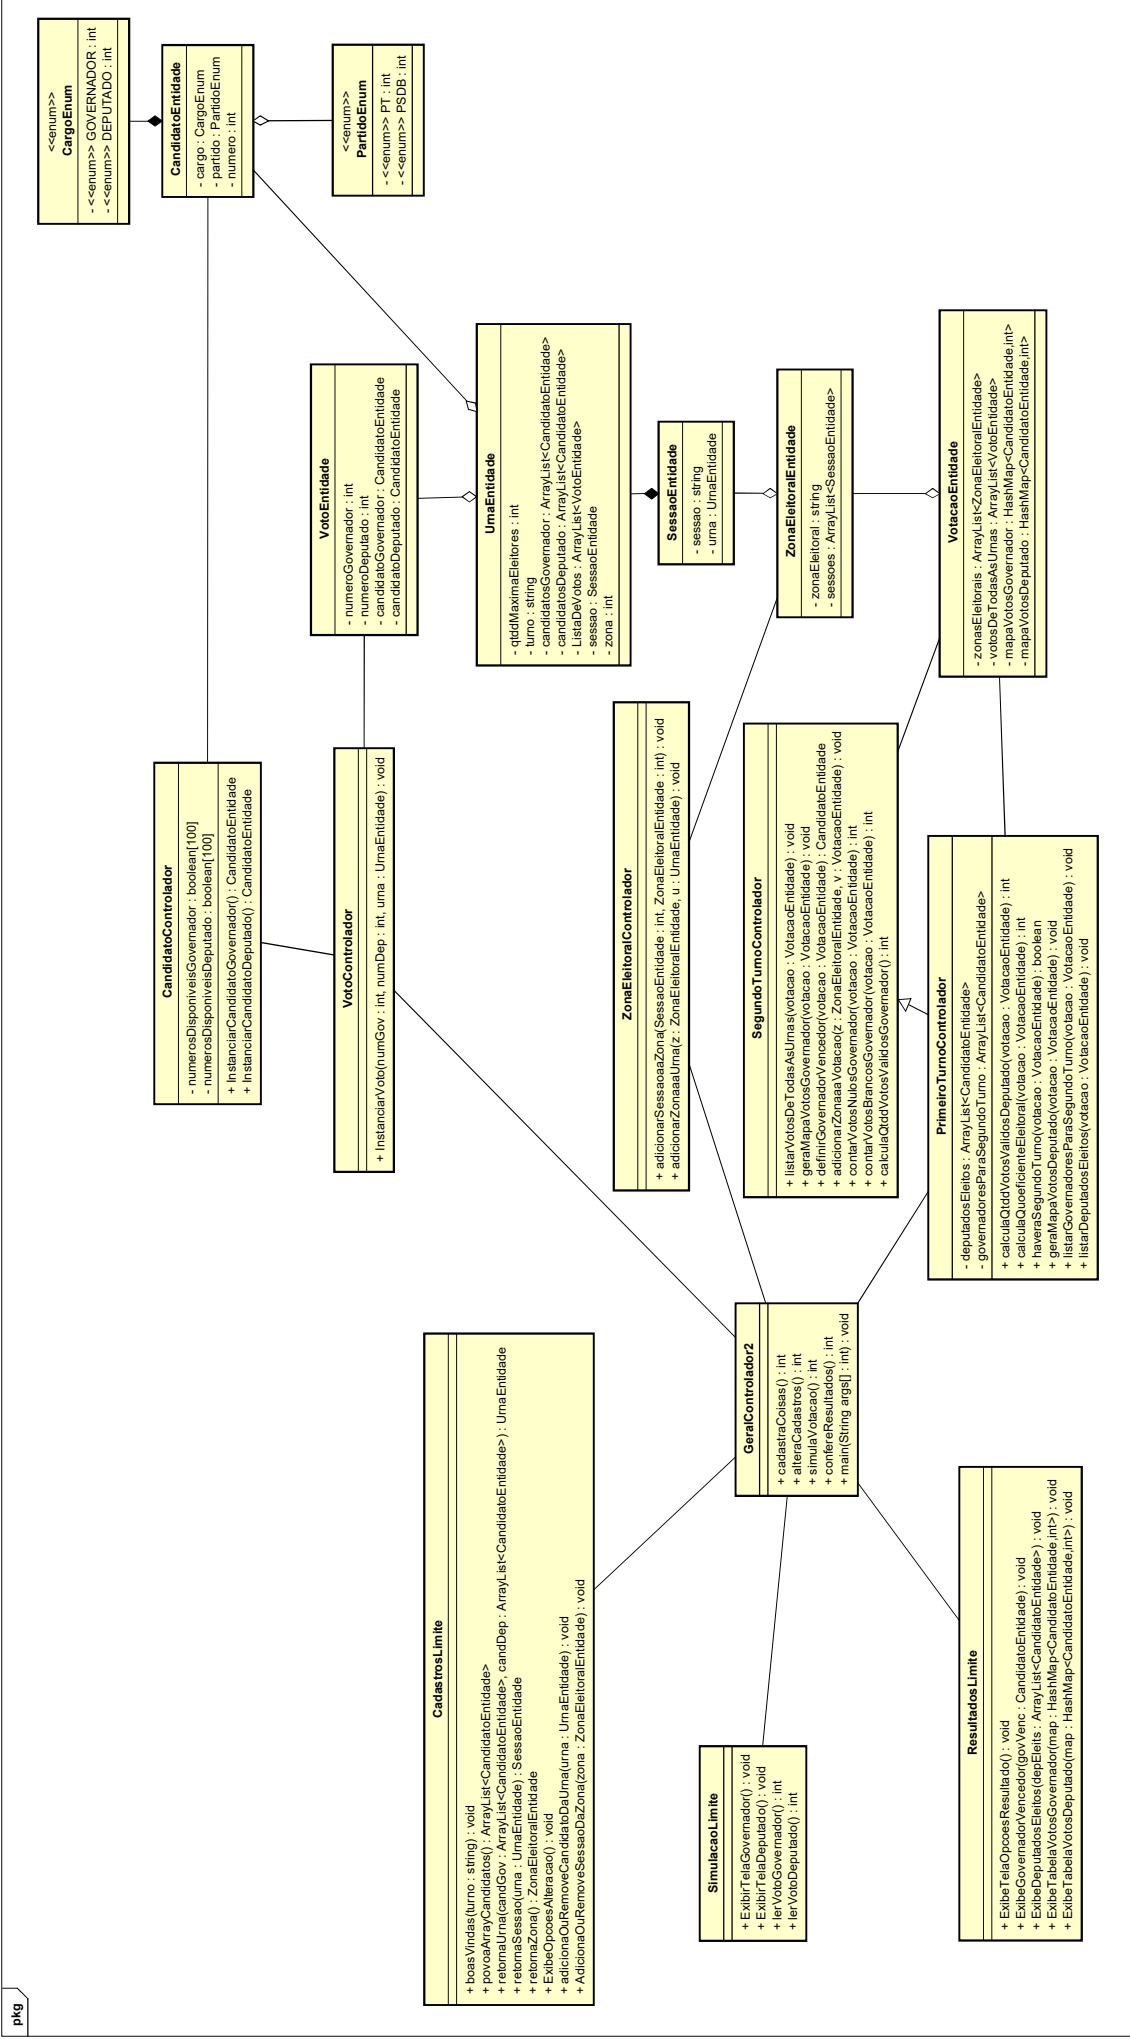 pkg
<<enum>>
CargoEnum
- <<enum>> GOVERNADOR : int
- <<enum>> DEPUTADO : int
CandidatoEntidade
- cargo : CargoEnum
- partido : PartidoEnum
- numero : int
<<enum>>
PartidoEnum
- <<enum>> PT : int
- <<enum>> PSDB : int
CandidatoControlador
- numerosDisponiveisGovernador : boolean[100]
- numerosDisponiveisDeputado : boolean[100]
+ InstanciarCandidatoGovernador() : CandidatoEntidade
+ InstanciarCandidatoDeputado() : CandidatoEntidade
VotoControlador
+ InstanciarVoto(numGov : int, numDep : int, urna : UrnaEntidade) : void
VotoEntidade
- numeroGovernador : int
- numeroDeputado : int
- candidatoGovernador : CandidatoEntidade
- candidatoDeputado : CandidatoEntidade
UrnaEntidade
- qtddMaximaEleitores : int
- turno : string
- candidatosGovernador : ArrayList<CandidatoEntidade>
- candidatosDeputado : ArrayList<CandidatoEntidade>
- ListaDeVotos : ArrayList<VotoEntidade>
- sessao : SessaoEntidade
- zona : int
SessaoEntidade
- sessao : string
- urna : UrnaEntidade
ZonaEleitoralEntidade
- zonaEleitoral : string
- sessoes : ArrayList<SessaoEntidade>
VotacaoEntidade
- zonasEleitorais : ArrayList<ZonaEleitoralEntidade>
- votosDeTodasAsUrnas : ArrayList<VotoEntidade>
- mapaVotosGovernador : HashMap<CandidatoEntidade,int>
- mapaVotosDeputado : HashMap<CandidatoEntidade,int>
ZonaEleitoralControlador
+ adicionarSessaoaZona(SessaoEntidade : int, ZonaEleitoralEntidade : int) : void
+ adicionarZonaaUrna(z : ZonaEleitoralEntidade, u : UrnaEntidade) : void
SegundoTurnoControlador
+ listarVotosDeTodasAsUrnas(votacao : VotacaoEntidade) : void
+ geraMapaVotosGovernador(votacao : VotacaoEntidade) : void
+ definirGovernadorVencedor(votacao : VotacaoEntidade) : CandidatoEntidade
+ adicionarZonaaaVotacao(z : ZonaEleitoralEntidade, v : VotacaoEntidade) : void
+ contarVotosNulosGovernador(votacao : VotacaoEntidade) : int
+ contarVotosBrancosGovernador(votacao : VotacaoEntidade) : int
+ calculaQtddVotosValidosGovernador() : int
PrimeiroTurnoControlador
- deputadosEleitos : ArrayList<CandidatoEntidade>
- governadoresParaSegundoTurno : ArrayList<CandidatoEntidade>
+ calculaQtddVotosValidosDeputado(votacao : VotacaoEntidade) : int
+ calculaQuoeficienteEleitoral(votacao : VotacaoEntidade) : int
+ haveraSegundoTurno(votacao : VotacaoEntidade) : boolean
+ geraMapaVotosDeputado(votacao : VotacaoEntidade) : void
+ listarGovernadoresParaSegundoTurno(votacao : VotacaoEntidade) : void
+ listarDeputadosEleitos(votacao : VotacaoEntidade) : void
GeralControlador2
+ cadastraCoisas() : int
+ alteraCadastros() : int
+ simulaVotacao() : int
+ confereResultados() : int
+ main(String args[] : int) : void
CadastrosLimite
+ boasVindas(turno : string) : void
+ povoaArrayCandidatos() : ArrayList<CandidatoEntidade>
+ retornaUrna(candGov : ArrayList<CandidatoEntidade>, candDep : ArrayList<CandidatoEntidade>) : UrnaEntidade
+ retornaSessao(urna : UrnaEntidade) : SessaoEntidade
+ retornaZona() : ZonaEleitoralEntidade
+ ExibeOpcoesAlteracao() : void
+ adicionaOuRemoveCandidatoDaUrna(urna : UrnaEntidade) : void
+ AdicionaOuRemoveSessaoDaZona(zona : ZonaEleitoralEntidade) : void
SimulacaoLimite
+ ExibirTelaGovernador() : void
+ ExibirTelaDeputado() : void
+ lerVotoGovernador() : int
+ lerVotoDeputado() : int
ResultadosLimite
+ ExibeTelaOpcoesResultado() : void
+ ExibeGovernadorVencedor(govVenc : CandidatoEntidade) : void
+ ExibeDeputadosEleitos(depEleits : ArrayList<CandidatoEntidade>) : void
+ ExibeTabelaVotosGovernador(map : HashMap<CandidatoEntidade,int>) : void
+ ExibeTabelaVotosDeputado(map : HashMap<CandidatoEntidade,int>) : void